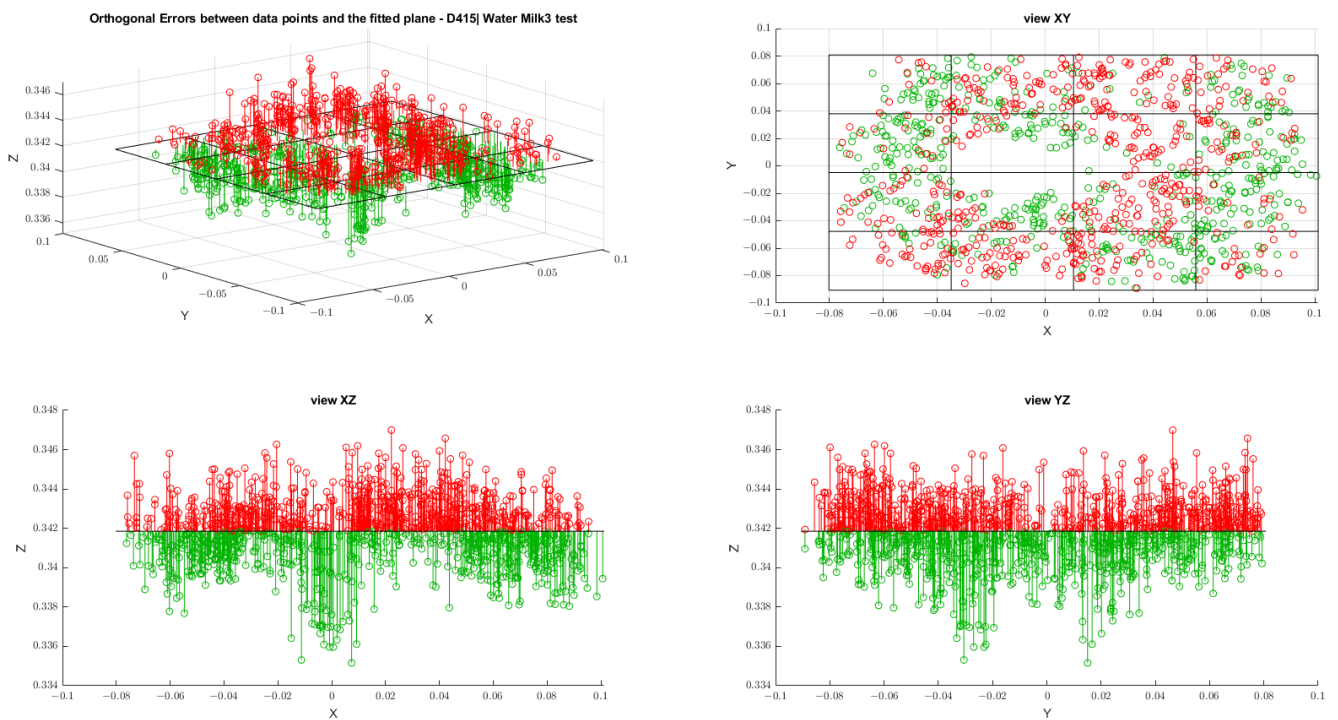 Orthogonal Errors between data points and the fitted plane - D415| Water Milk3 test
0.346
0.344
0.342
0.34
0.338
0.336
Z
0.1
0.05
0
−0.05
−0.1
Y
−0.1
−0.05
0
0.05
0.1
X
view XY
0.1
0.08
0.06
0.04
0.02
0
−0.02
−0.04
−0.06
−0.08
−0.1
Y
−0.1 −0.08 −0.06 −0.04 −0.02 0 0.02 0.04 0.06 0.08 0.1
X
view XZ
0.348
0.346
0.344
0.342
0.34
0.338
0.336
0.334
Z
−0.1 −0.08 −0.06 −0.04 −0.02 0 0.02 0.04 0.06 0.08 0.1
X
view YZ
0.348
0.346
0.344
0.342
0.34
0.338
0.336
0.334
Z
−0.1 −0.08 −0.06 −0.04 −0.02 0 0.02 0.04 0.06 0.08 0.1
Y